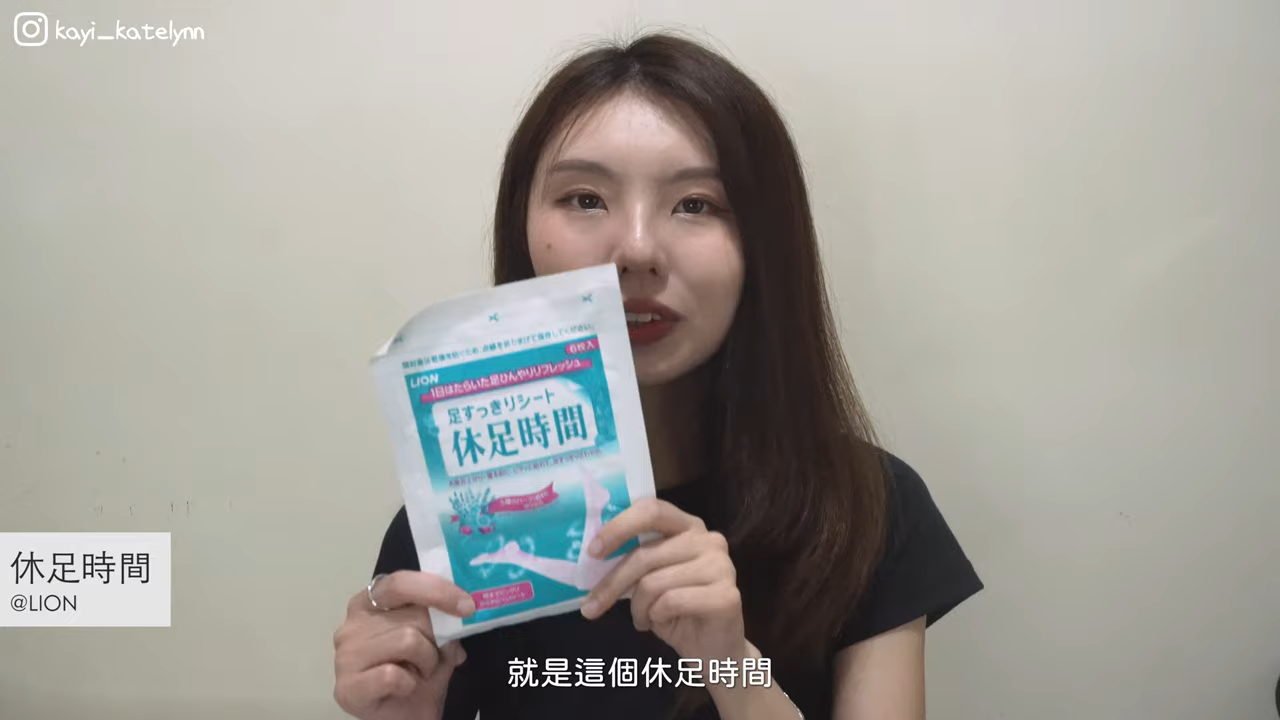 kayi_katelynn
LION
6枚入
1日はたらいた足ひんやりリフレッシュ
足すっきりシート
休足時間
休足時間
@LION
就是這個休足時間